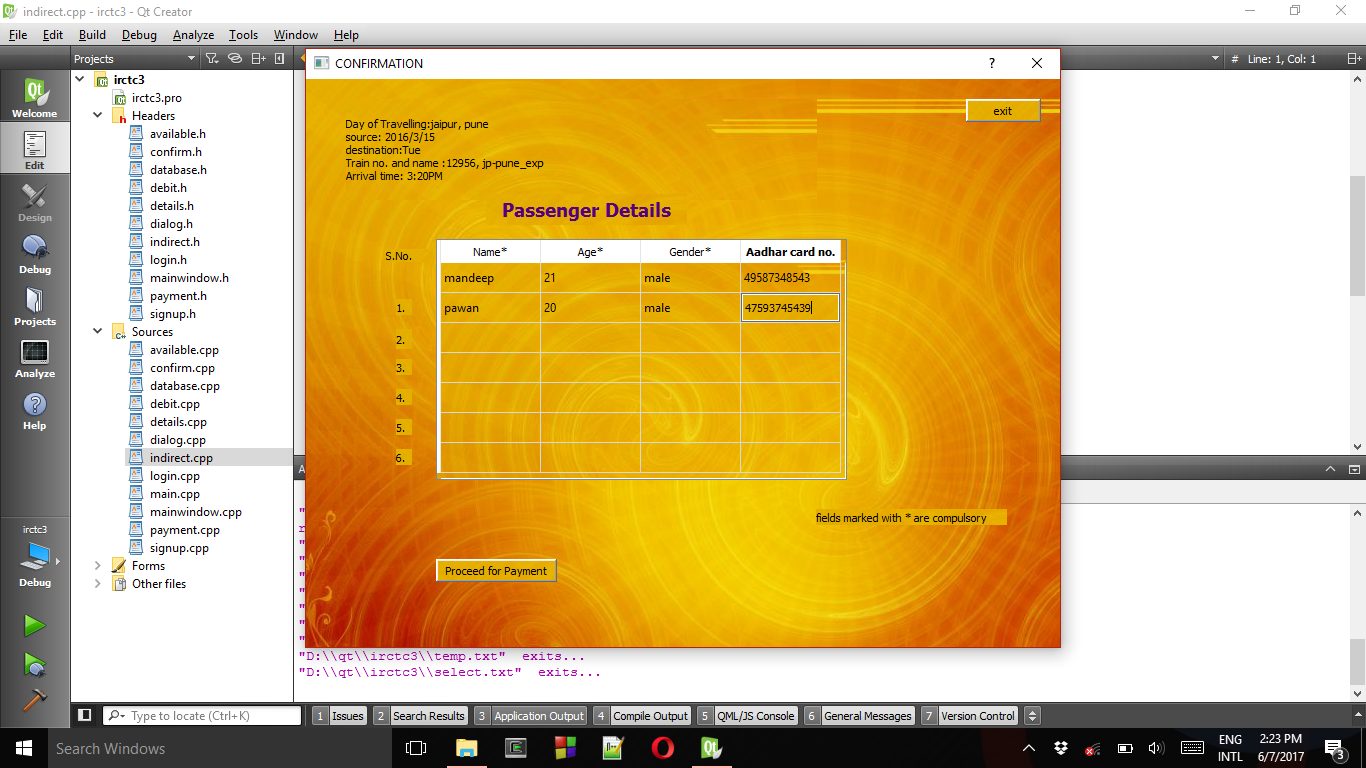 indirect.cpp - irctc3 - Qt Creator
File Edit Build Debug Analyze Tools Window Help
Projects
# Line: 1, Col: 1
Welcome
Edit
Design
Debug
Projects
Analyze
Help
irctc3
Debug
irctc3
irctc3.pro
Headers
available.h
confirm.h
database.h
debit.h
details.h
dialog.h
indirect.h
login.h
mainwindow.h
payment.h
signup.h
Sources
available.cpp
confirm.cpp
database.cpp
debit.cpp
details.cpp
dialog.cpp
indirect.cpp
login.cpp
main.cpp
mainwindow.cpp
payment.cpp
signup.cpp
Forms
Other files
CONFIRMATION ?
exit
Day of Travelling:jaipur, pune
source: 2016/3/15
destination:Tue
Train no. and name :12956, jp-pune_exp
Arrival time: 3:20PM
Passenger Details
S.No. Name* Age* Gender* Aadhar card no.
mandeep 21 male 49587348543
1. pawan 20 male 47593745439
2.
3.
4.
5.
6.
fields marked with * are compulsory
Proceed for Payment
"D:\\qt\\irctc3\\temp.txt" exits...
"D:\\qt\\irctc3\\select.txt" exits...
Type to locate (Ctrl+K) 1 Issues 2 Search Results 3 Application Output 4 Compile Output 5 QML/JS Console 6 General Messages 7 Version Control
Search Windows
ENG
INTL
2:23 PM
6/7/2017
3